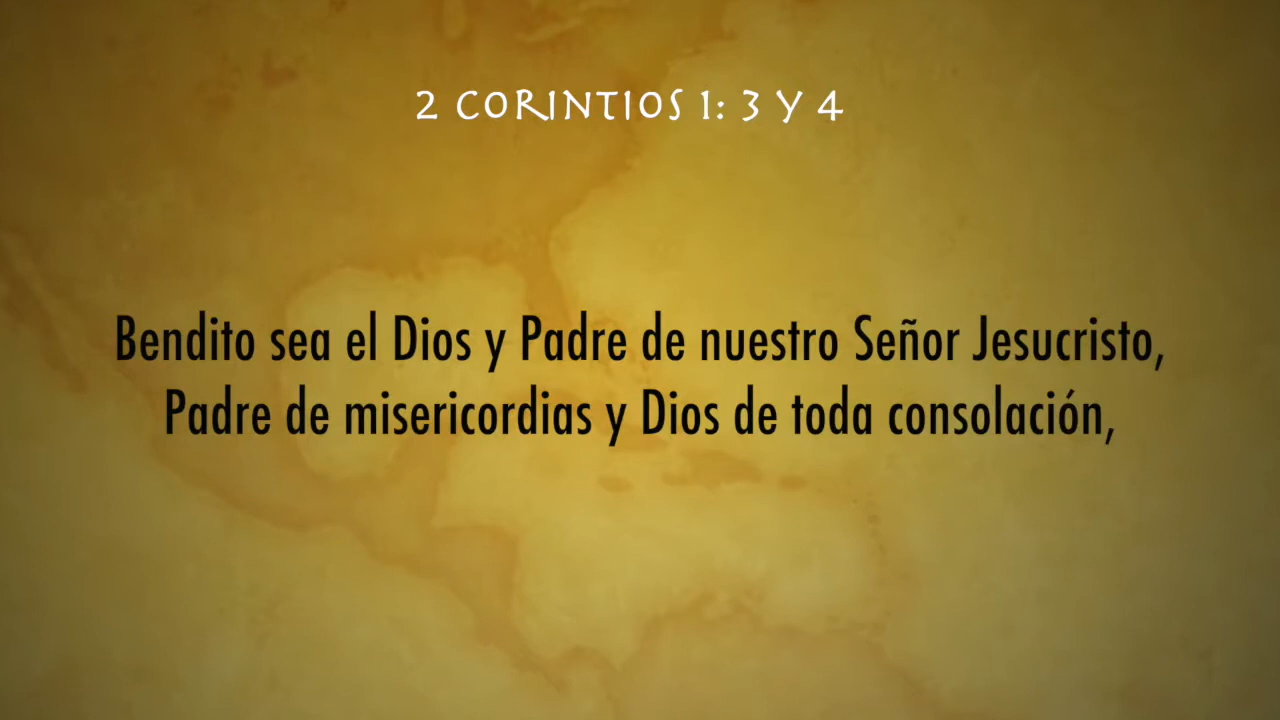 2 CORINTIOS 1: 3 Y 4
Bendito sea el Dios y Padre de nuestro Señor Jesucristo,
Padre de misericordias y Dios de toda consolación,